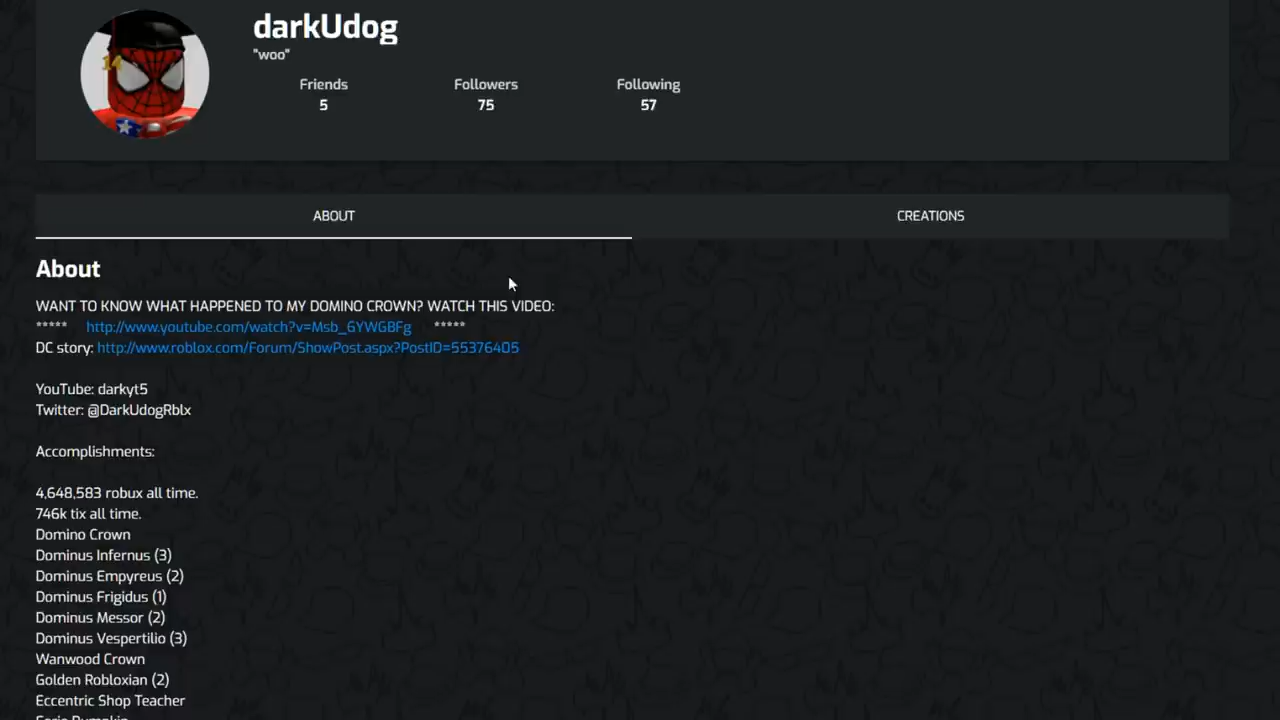 darkUdog
"woo"
Friends Followers Following
5 75 57
ABOUT CREATIONS
About
WANT TO KNOW WHAT HAPPENED TO MY DOMINO CROWN? WATCH THIS VIDEO:
***** http://www.youtube.com/watch?v=Msb_6YWGBFg *****
DC story: http://www.roblox.com/Forum/ShowPost.aspx?PostID=55376405
YouTube: darkyt5
Twitter: @DarkUdogRblx
Accomplishments:
4,648,583 robux all time.
746k tix all time.
Domino Crown
Dominus Infernus (3)
Dominus Empyreus (2)
Dominus Frigidus (1)
Dominus Messor (2)
Dominus Vespertilio (3)
Wanwood Crown
Golden Robloxian (2)
Eccentric Shop Teacher